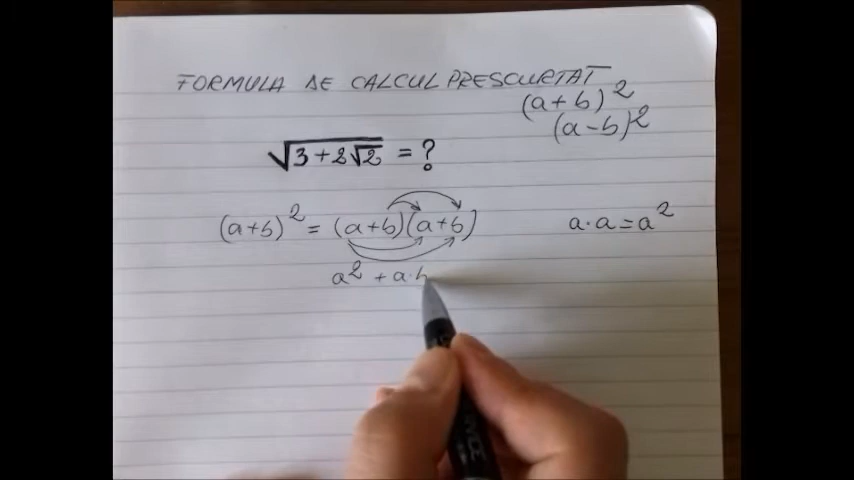 FORMULA DE CALCUL PRESCURTAT
(a+b)²
(a-b)²
√3+2√2 = ?
(a+b)² = (a+b)(a+b)
a·a=a²
a² + a·b